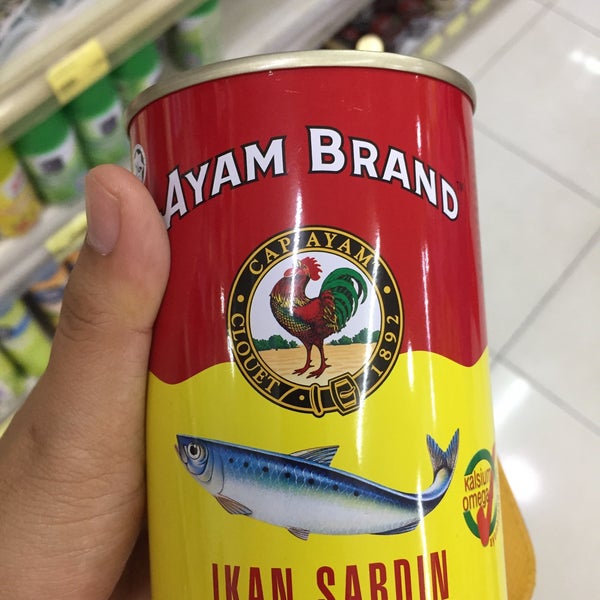 AYAM BRAND
CAP AYAM
CLOUET
1892
Kalsium
Omega
IKAN SARDIN